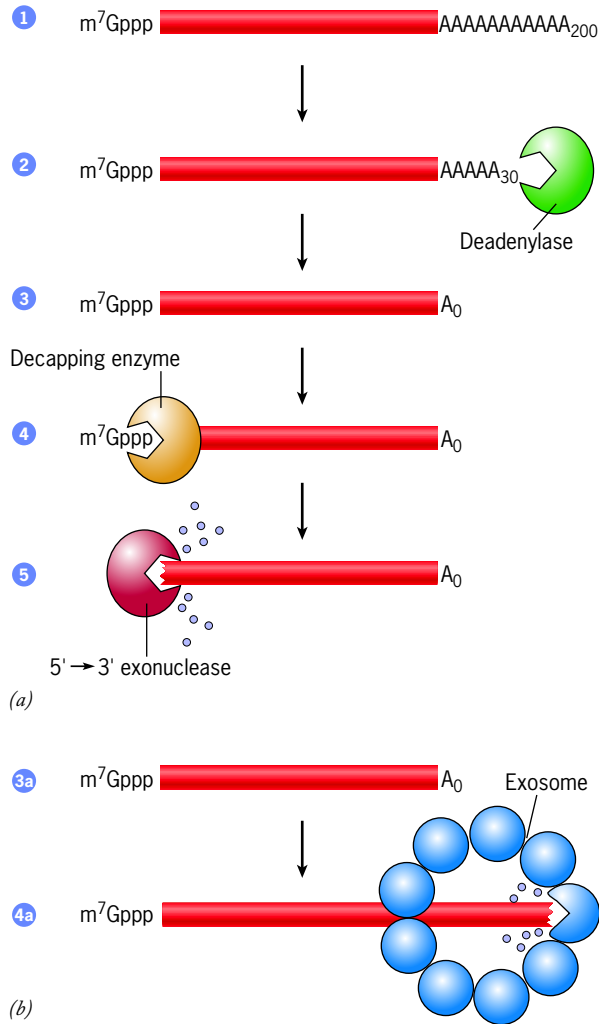 1 m⁷Gppp AAAAAAAAAAA₂₀₀
2 m⁷Gppp AAAAA₃₀
Deadenylase
3 m⁷Gppp A₀
Decapping enzyme
4 m⁷Gppp A₀
5 A₀
5' → 3' exonuclease
(a)
3a m⁷Gppp A₀
Exosome
4a m⁷Gppp
(b)